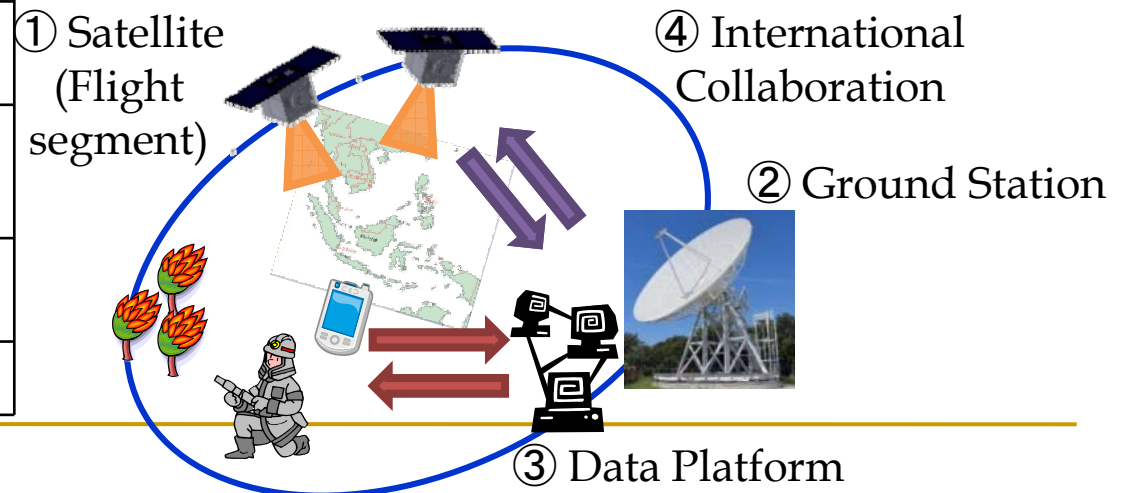 ① Satellite
(Flight
segment)
④ International
Collaboration
② Ground Station
③ Data Platform